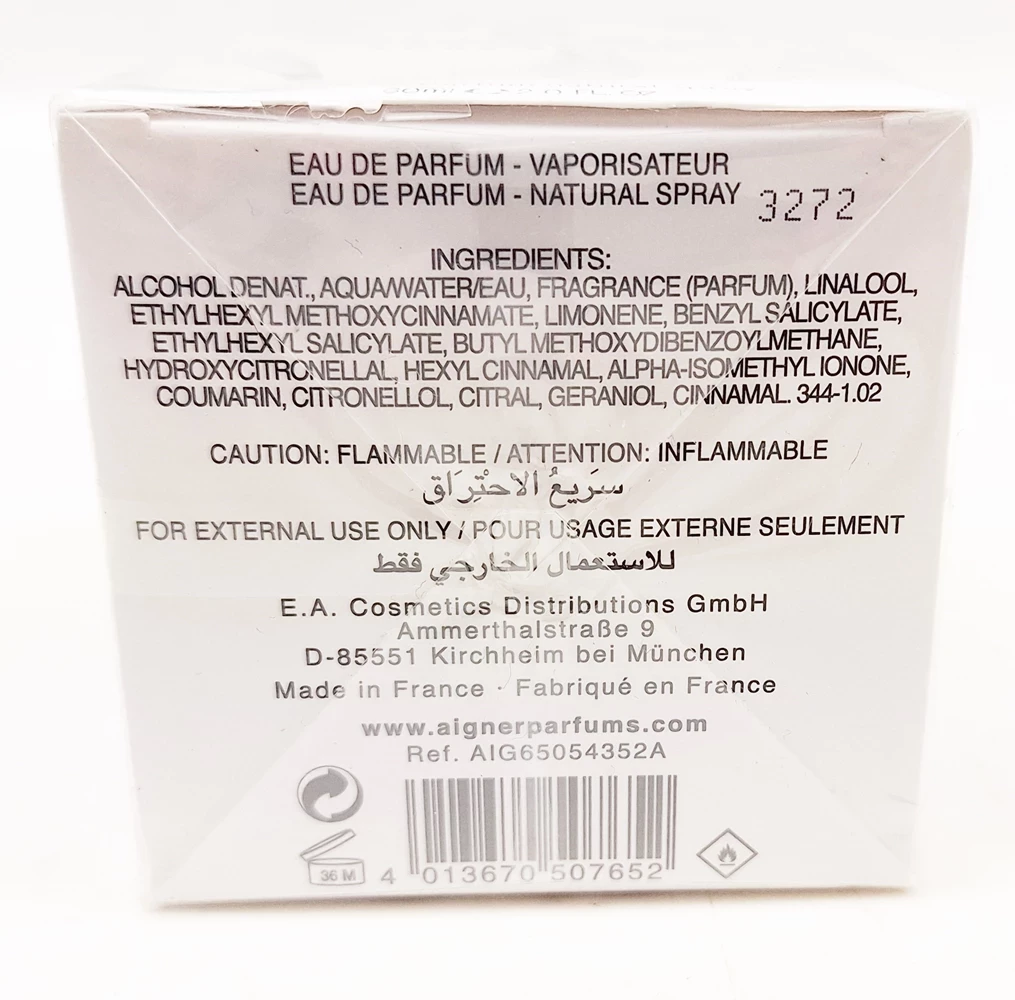 EAU DE PARFUM - VAPORISATEUR
EAU DE PARFUM - NATURAL SPRAY 3272
INGREDIENTS:
ALCOHOL DENAT., AQUA/WATER/EAU, FRAGRANCE (PARFUM), LINALOOL,
ETHYLHEXYL METHOXYCINNAMATE, LIMONENE, BENZYL SALICYLATE,
ETHYLHEXYL SALICYLATE, BUTYL METHOXYDIBENZOYLMETHANE,
HYDROXYCITRONELLAL, HEXYL CINNAMAL, ALPHA-ISOMETHYL IONONE,
COUMARIN, CITRONELLOL, CITRAL, GERANIOL, CINNAMAL. 344-1.02
CAUTION: FLAMMABLE / ATTENTION: INFLAMMABLE
سَرِيعُ الاحْتِرَاق
FOR EXTERNAL USE ONLY / POUR USAGE EXTERNE SEULEMENT
للاستعمال الخارجي فقط
E.A. Cosmetics Distributions GmbH
Ammerthalstraße 9
D-85551 Kirchheim bei München
Made in France · Fabriqué en France
www.aignerparfums.com
Ref. AIG65054352A
36 M
4 013670 507652